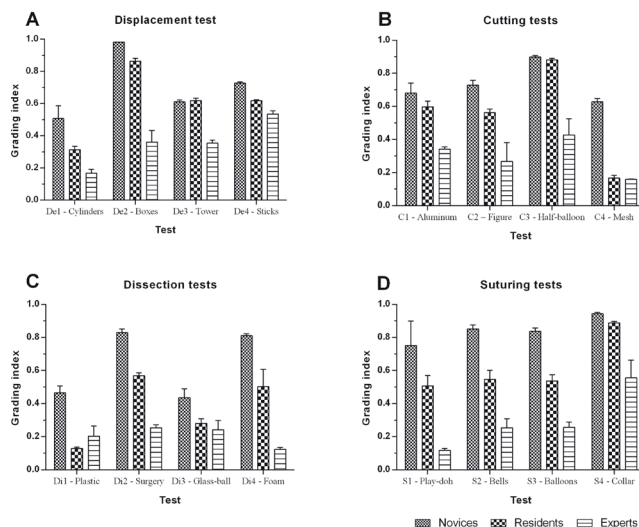 A
Displacement test
Grading index
1.0
0.8
0.6
0.4
0.2
0.0
De1 - Cylinders De2 - Boxes De3 - Tower De4 - Sticks
Test
B
Cutting tests
Grading index
1.0
0.8
0.6
0.4
0.2
0.0
C1 - Aluminum C2 – Figure C3 - Half-balloon C4 - Mesh
Test
C
Dissection tests
Grading index
1.0
0.8
0.6
0.4
0.2
0.0
Di1 - Plastic Di2 - Surgery Di3 - Glass-ball Di4 - Foam
Test
D
Suturing tests
Grading index
1.0
0.8
0.6
0.4
0.2
0.0
S1 - Play-doh S2 - Bells S3 - Balloons S4 - Collar
Test
Novices Residents Experts